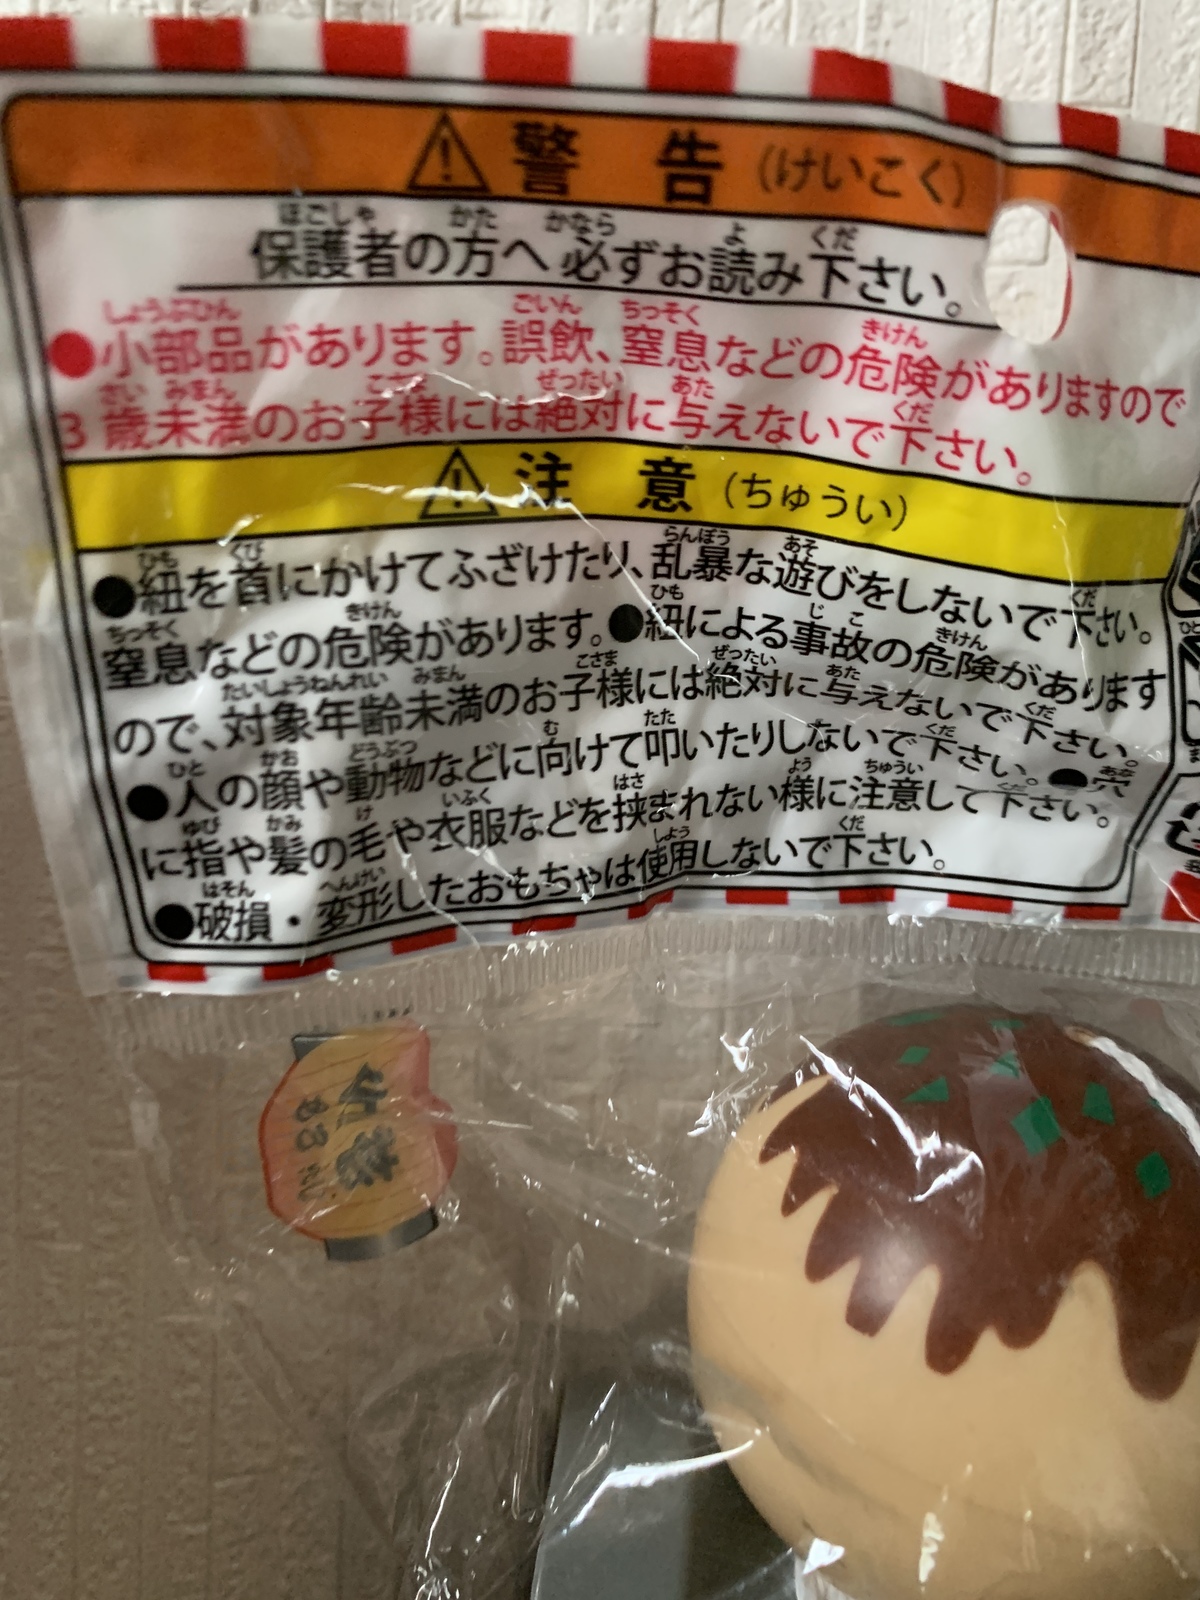 警告(けいこく)
保護者の方へ必ずお読み下さい。
●小部品があります。誤飲、窒息などの危険がありますので
3歳未満のお子様には絶対に与えないで下さい。
注意(ちゅうい)
●紐を首にかけてふざけたり、乱暴な遊びをしないで下さい。
窒息などの危険があります。●紐による事故の危険があります
ので、対象年齢未満のお子様には絶対に与えないで下さい。
●人の顔や動物などに向けて叩いたりしないで下さい。●穴
に指や髪の毛や衣服などを挟まれない様に注意して下さい。
●破損・変形したおもちゃは使用しないで下さい。